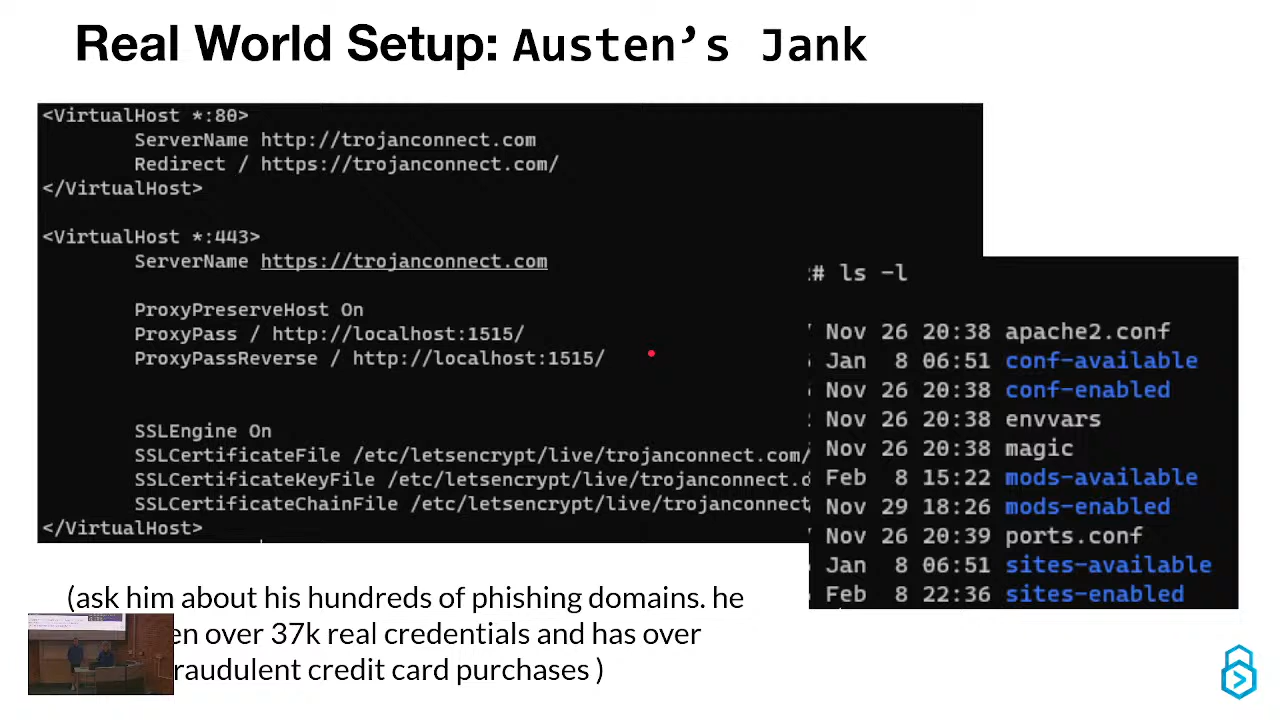 Real World Setup: Austen’s Jank
<VirtualHost *:80>
ServerName http://trojanconnect.com
Redirect / https://trojanconnect.com/
</VirtualHost>
<VirtualHost *:443>
ServerName https://trojanconnect.com
ProxyPreserveHost On
ProxyPass / http://localhost:1515/
ProxyPassReverse / http://localhost:1515/
SSLEngine On
SSLCertificateFile /etc/letsencrypt/live/trojanconnect.com/
SSLCertificateKeyFile /etc/letsencrypt/live/trojanconnect.
SSLCertificateChainFile /etc/letsencrypt/live/trojanconnect
</VirtualHost>
# ls -l
Nov 26 20:38 apache2.conf
Jan 8 06:51 conf-available
Nov 26 20:38 conf-enabled
Nov 26 20:38 envvars
Nov 26 20:38 magic
Feb 8 15:22 mods-available
Nov 29 18:26 mods-enabled
Nov 26 20:39 ports.conf
Jan 8 06:51 sites-available
Feb 8 22:36 sites-enabled
(ask him about his hundreds of phishing domains. he
over 37k real credentials and has over
credit card purchases )